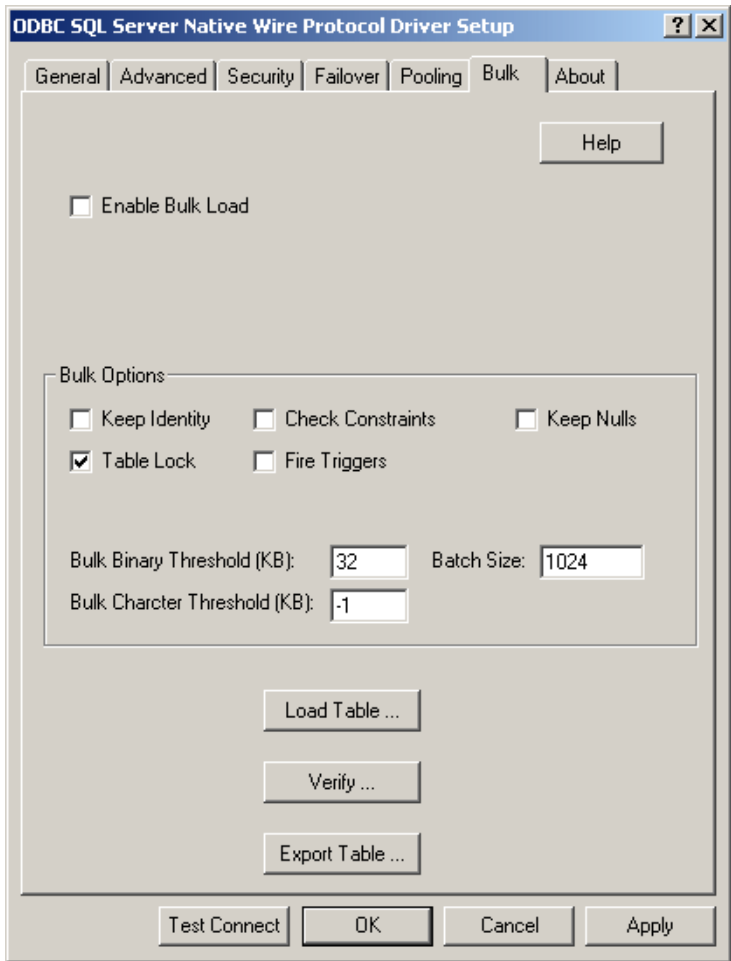 ODBC SQL Server Native Wire Protocol Driver Setup
General Advanced Security Failover Pooling Bulk About
Help
Enable Bulk Load
Bulk Options
Keep Identity Check Constraints Keep Nulls
Table Lock Fire Triggers
Bulk Binary Threshold (KB): 32 Batch Size: 1024
Bulk Charcter Threshold (KB): -1
Load Table ...
Verify ...
Export Table ...
Test Connect OK Cancel Apply